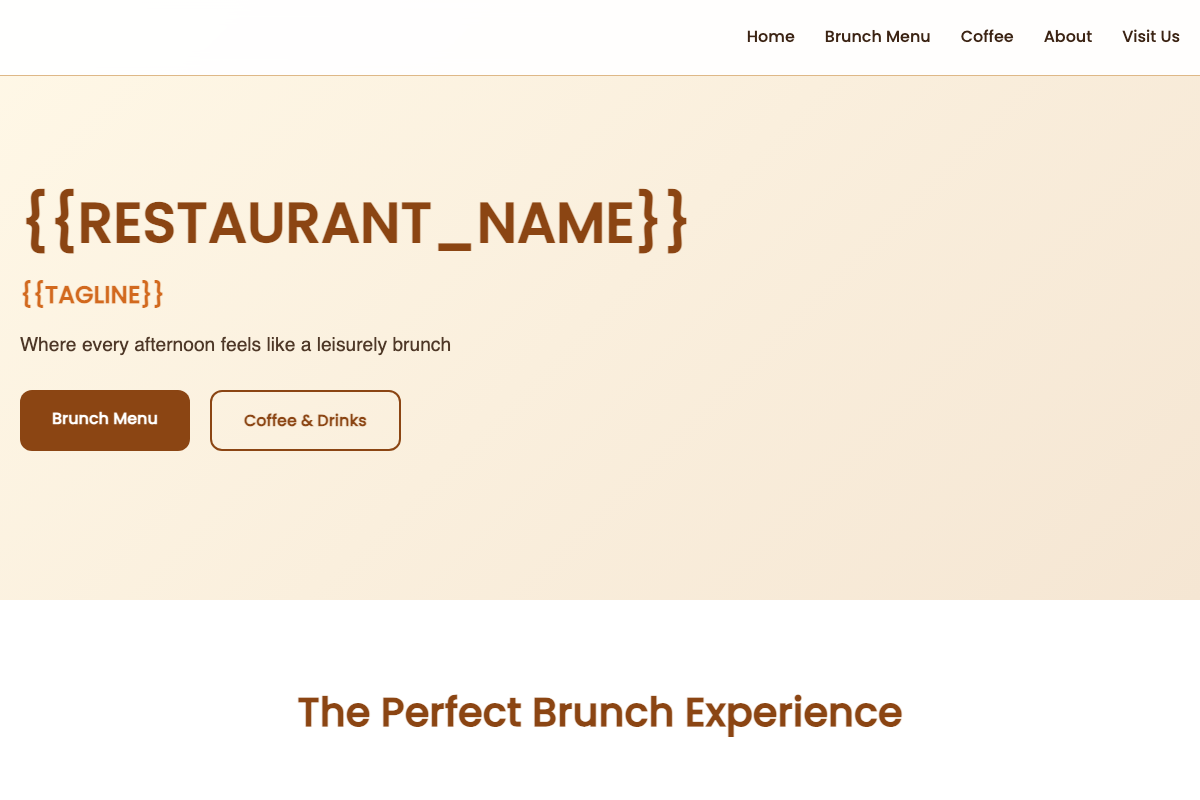 Home Brunch Menu Coffee About Visit Us
{{RESTAURANT_NAME}}
{{TAGLINE}}
Where every afternoon feels like a leisurely brunch
Brunch Menu Coffee & Drinks
The Perfect Brunch Experience